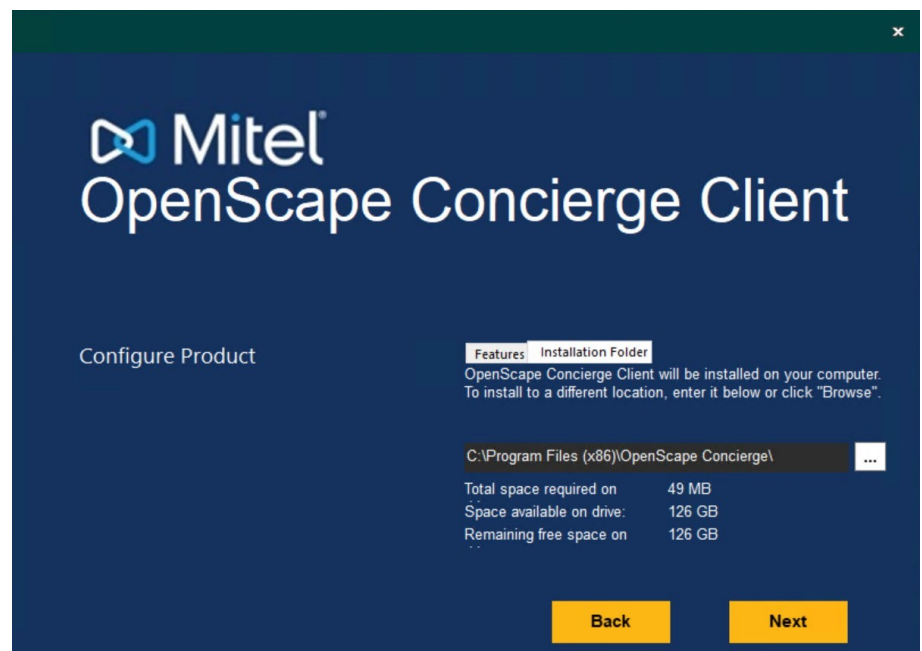 x
Mitel
OpenScape Concierge Client
Configure Product
Features Installation Folder
OpenScape Concierge Client will be installed on your computer.
To install to a different location, enter it below or click "Browse".
C:\Program Files (x86)\OpenScape Concierge\ ...
Total space required on 49 MB
Space available on drive: 126 GB
Remaining free space on 126 GB
Back Next